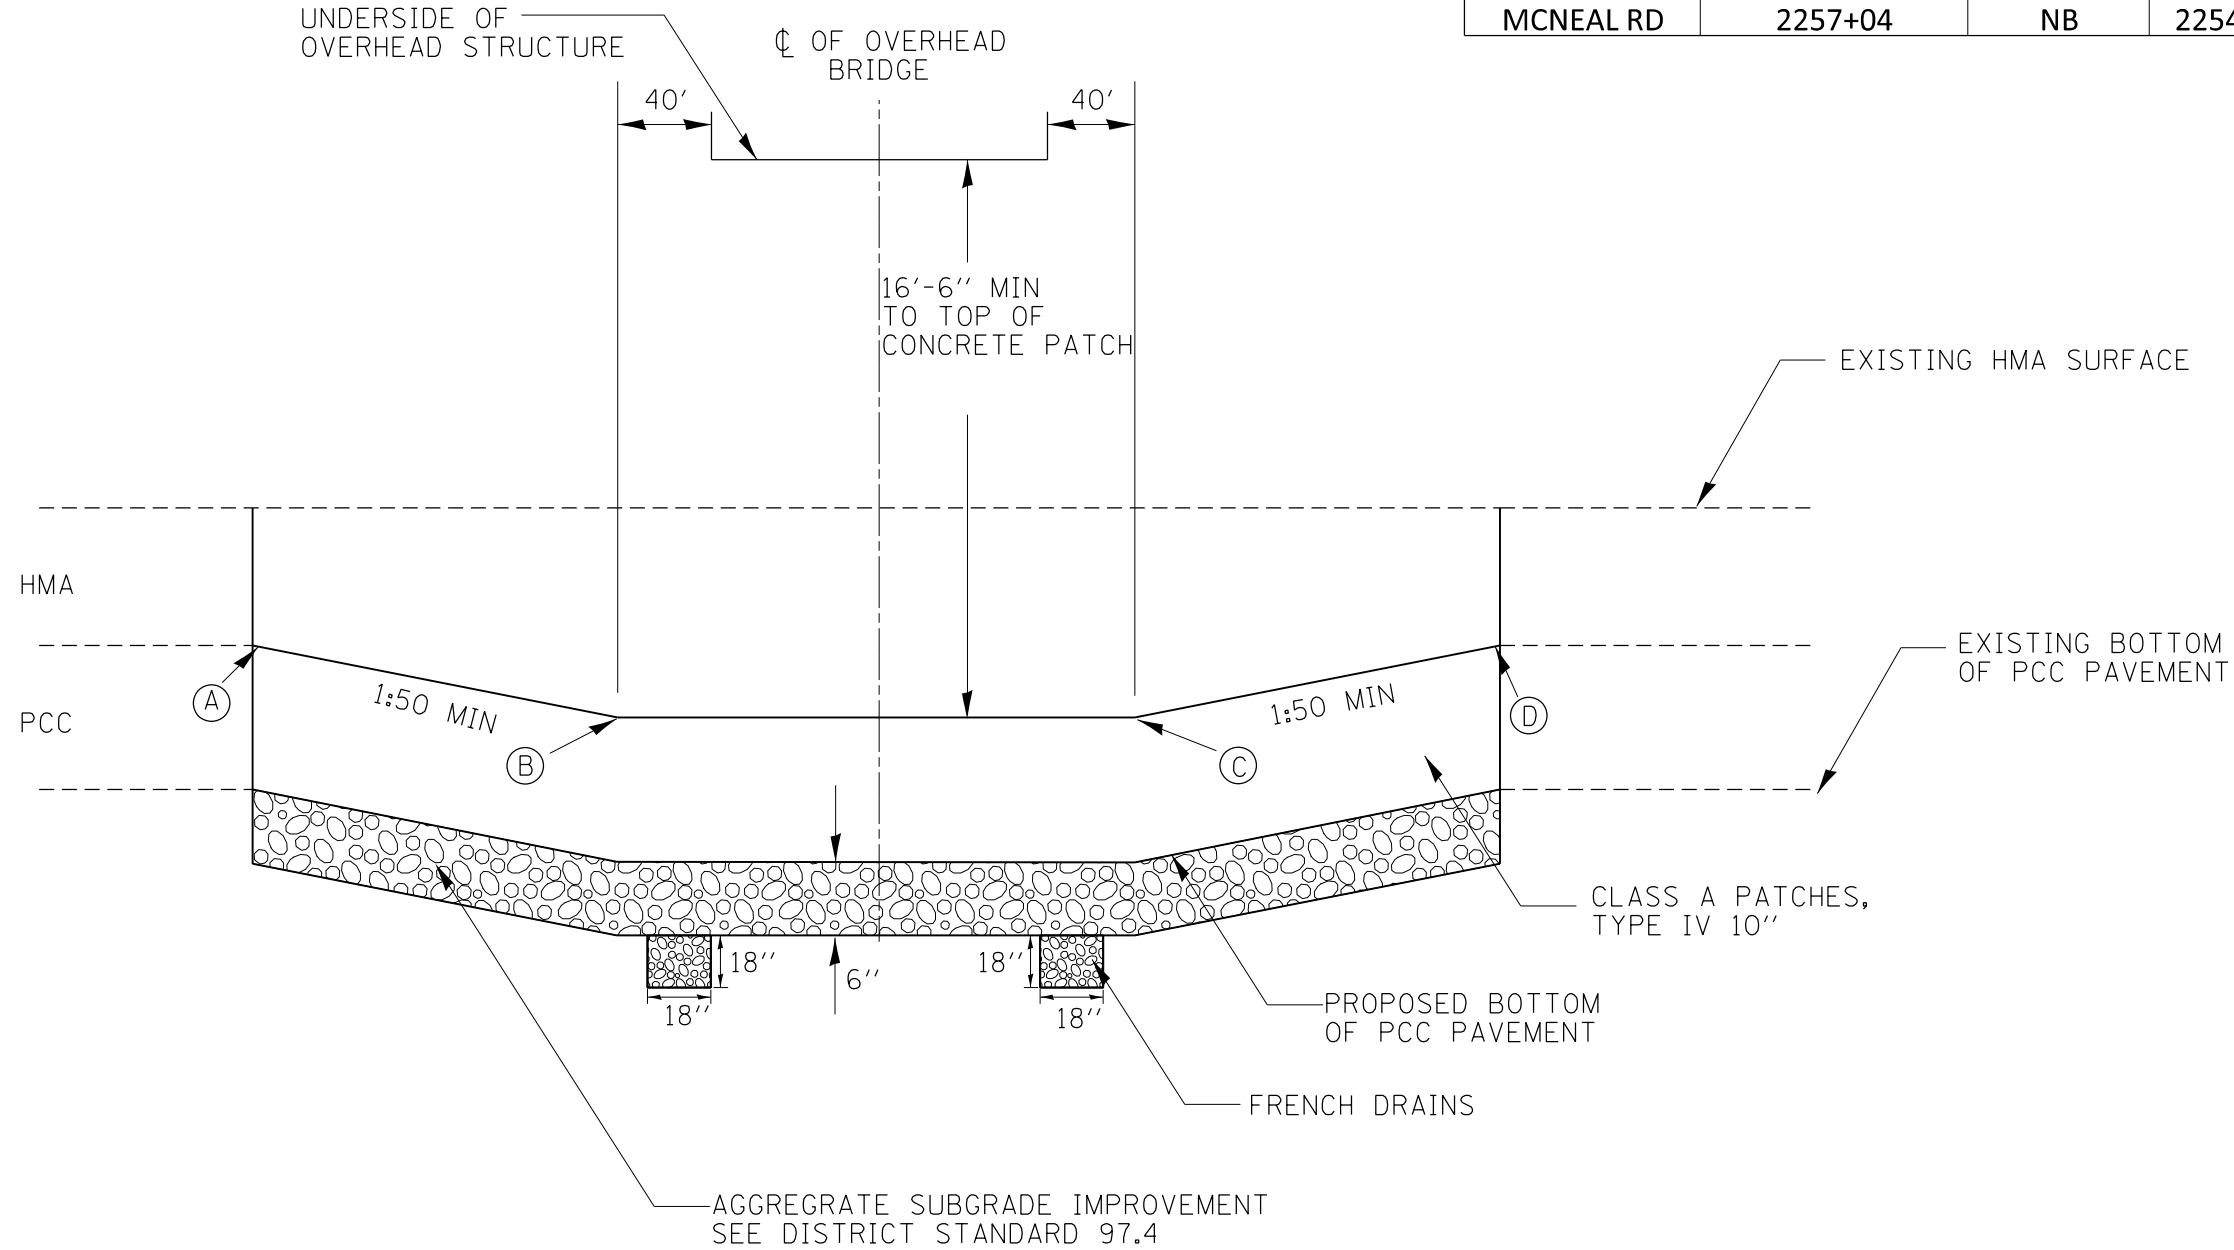 MCNEAL RD 2257+04 NB 2254
UNDERSIDE OF
OVERHEAD STRUCTURE
℄ OF OVERHEAD
BRIDGE
40'
40'
16'-6" MIN
TO TOP OF
CONCRETE PATCH
EXISTING HMA SURFACE
HMA
EXISTING BOTTOM
OF PCC PAVEMENT
A
1:50 MIN
1:50 MIN
D
PCC
B
C
CLASS A PATCHES,
TYPE IV 10"
18"
6"
18"
18"
18"
PROPOSED BOTTOM
OF PCC PAVEMENT
FRENCH DRAINS
AGGREGRATE SUBGRADE IMPROVEMENT
SEE DISTRICT STANDARD 97.4